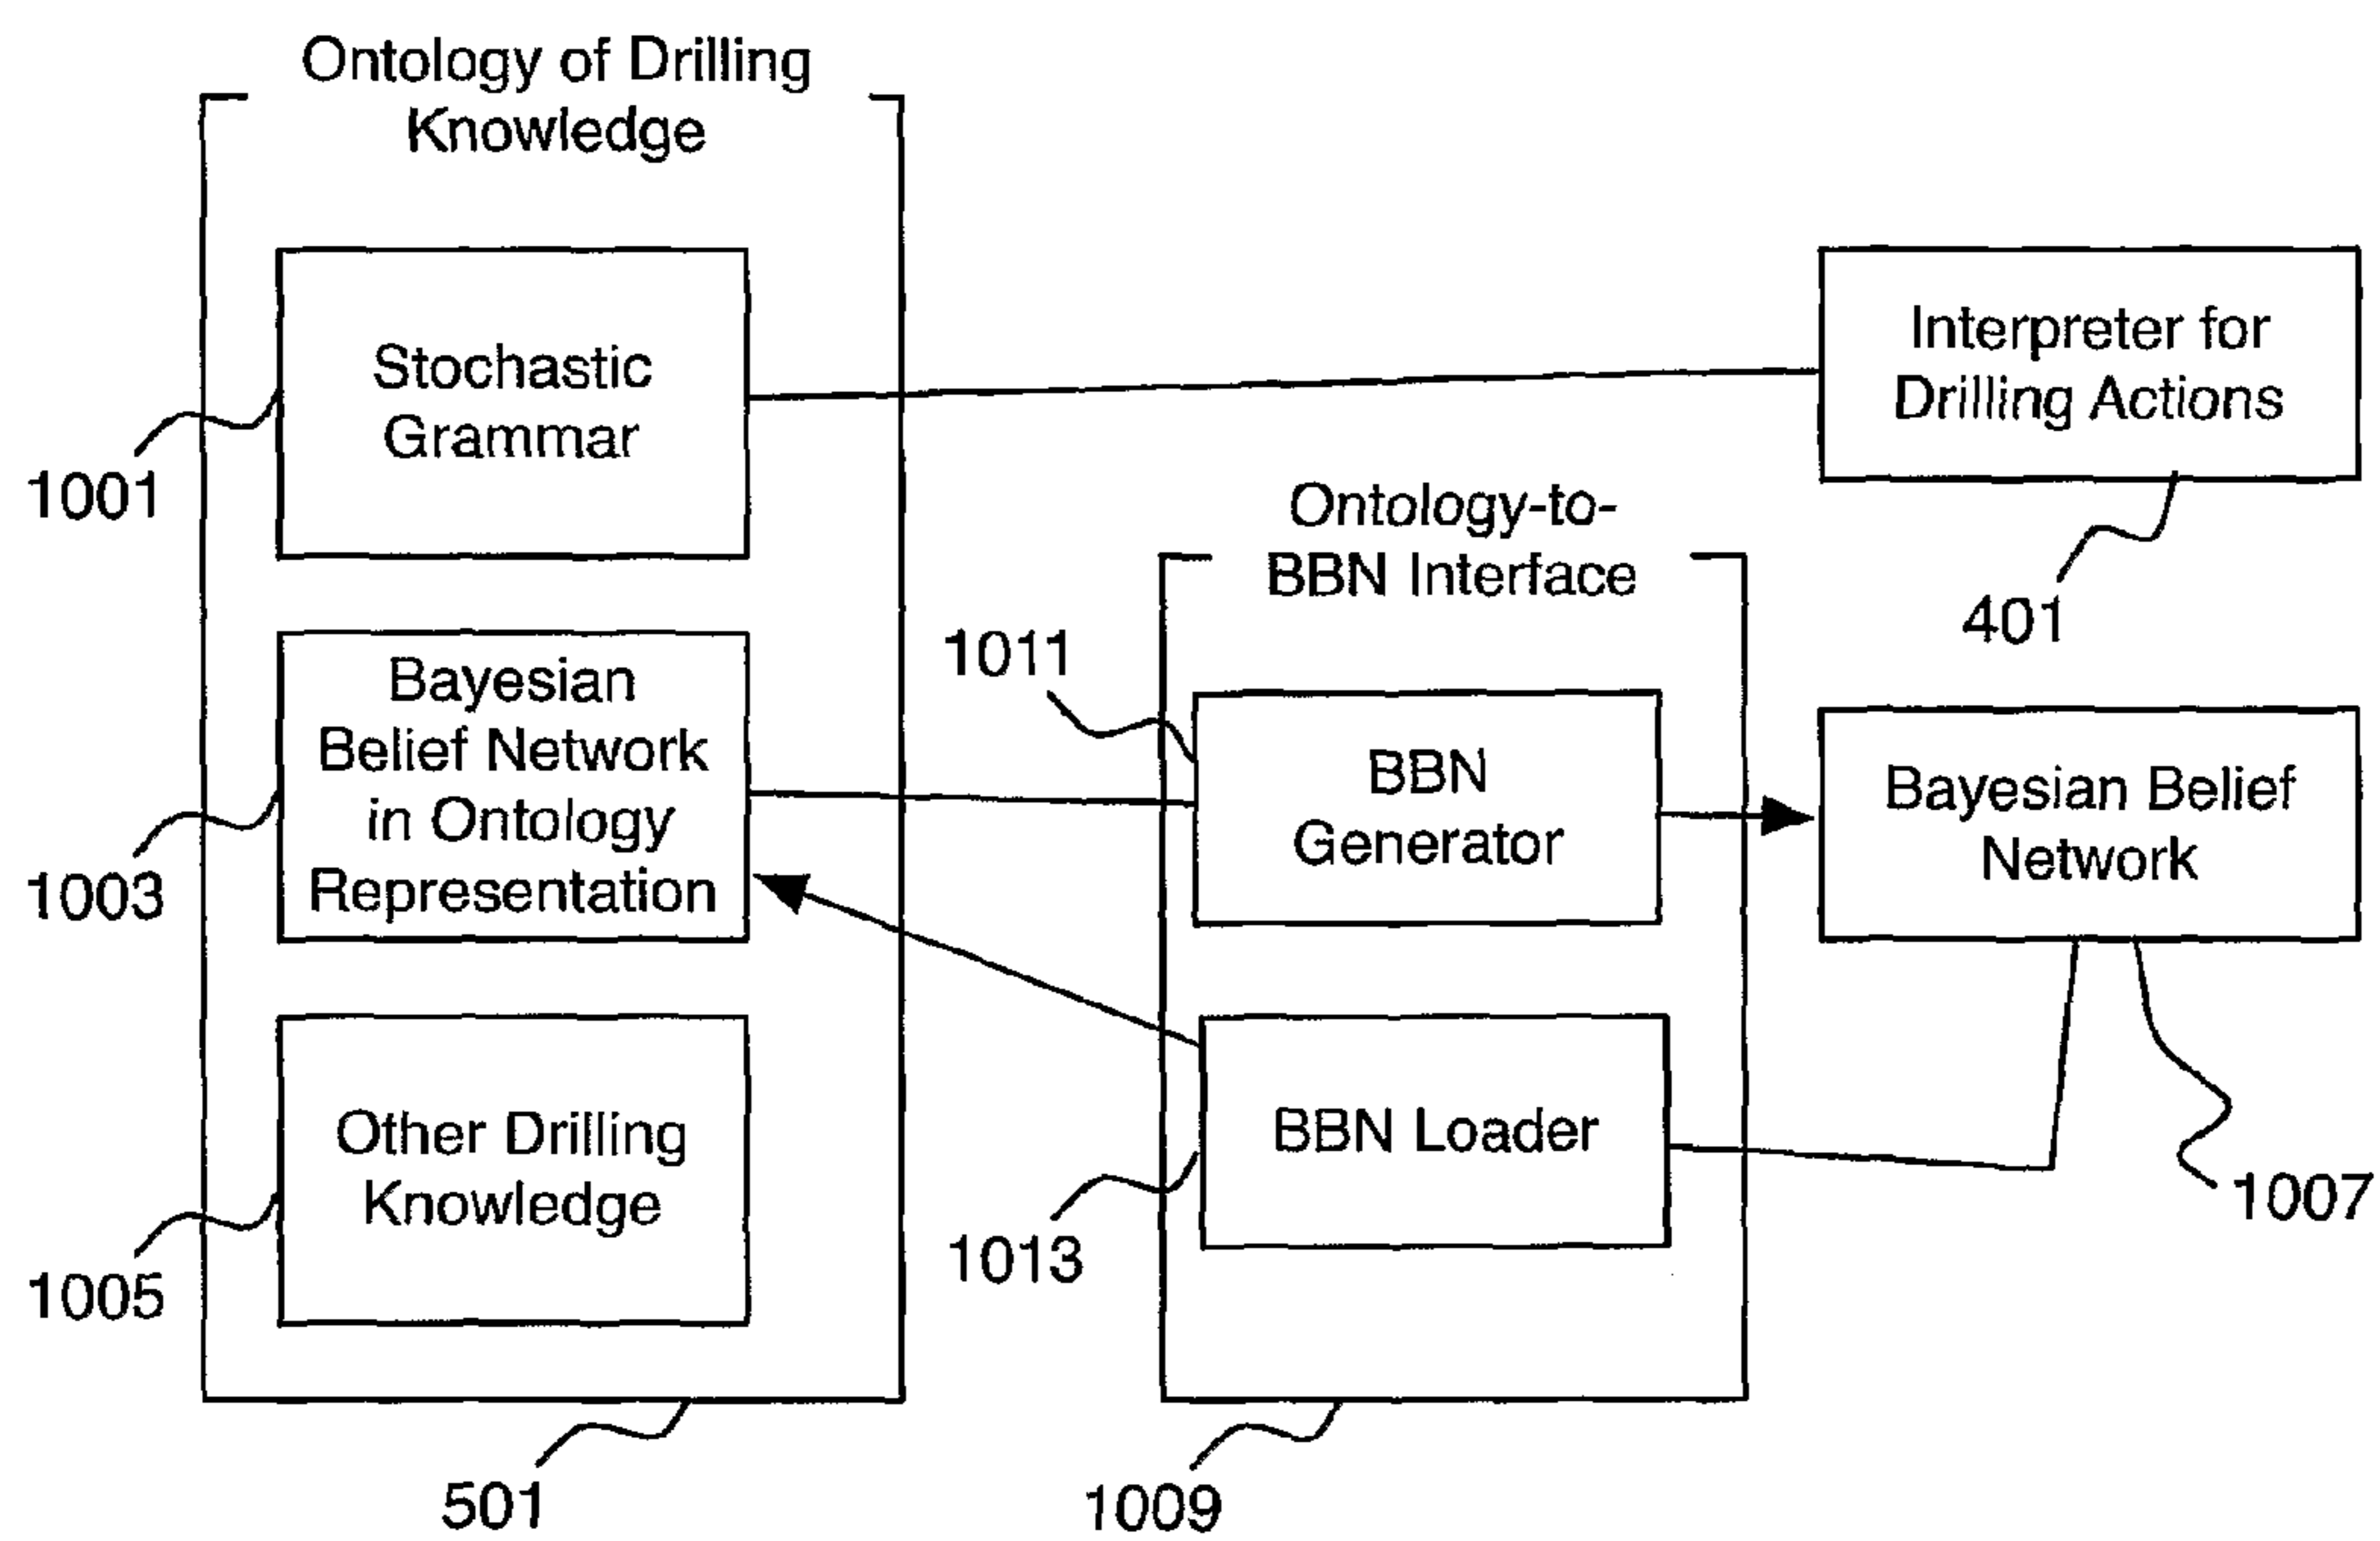 Ontology of Drilling
Knowledge
Stochastic
Grammar
1001
Bayesian
Belief Network
in Ontology
Representation
1003
Other Drilling
Knowledge
1005
501
Ontology-to-
BBN Interface
1011
BBN
Generator
BBN Loader
1013
1009
Interpreter for
Drilling Actions
401
Bayesian Belief
Network
1007